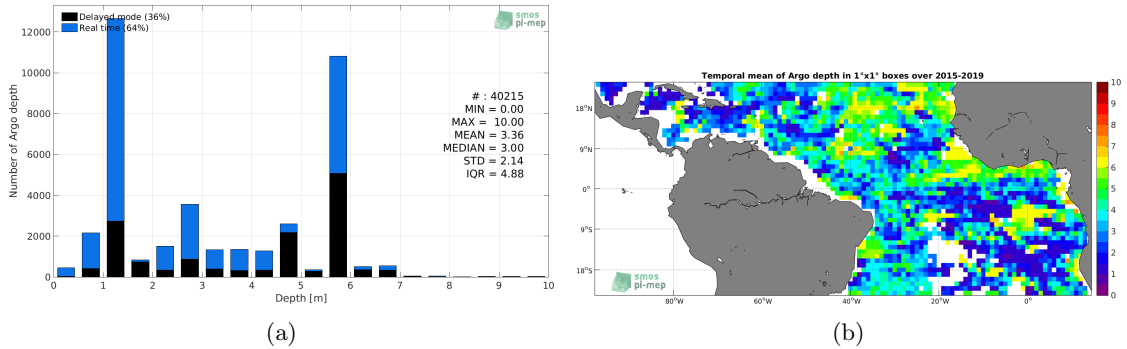 Delayed mode (36%)
Real time (64%)
smos
pi-mep
12000
10000
8000
6000
4000
2000
0
Number of Argo depth
# : 40215
MIN = 0.00
MAX = 10.00
MEAN = 3.36
MEDIAN = 3.00
STD = 2.14
IQR = 4.88
0 1 2 3 4 5 6 7 8 9 10
Depth [m]
(a)
Temporal mean of Argo depth in 1°x1° boxes over 2015-2019
18°N
9°N
0°
9°S
18°S
80°W 60°W 40°W 20°W 0°
smos
pi-mep
10
9
8
7
6
5
4
3
2
1
0
(b)